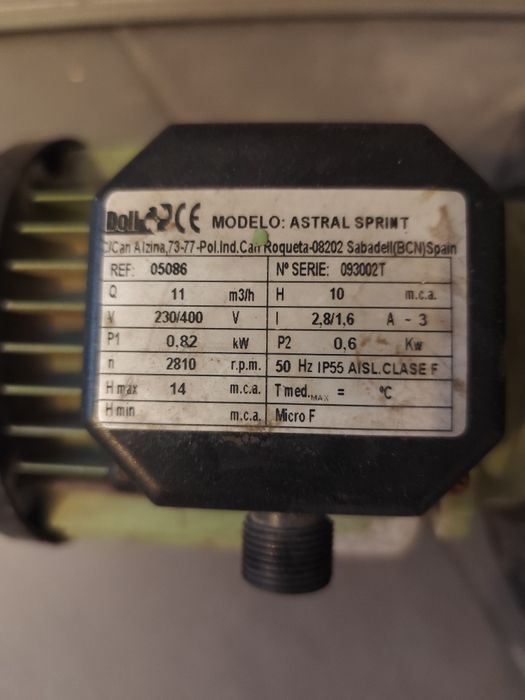 CE MODELO: ASTRAL SPRINT
C/Can Alzina,73-77-Pol.Ind.Can Roqueta-08202 Sabadell(BCN)Spain
REF: 05086 Nº SERIE: 093002T
Q 11 m3/h H 10 m.c.a.
V 230/400 V I 2,8/1,6 A - 3
P1 0,82 kW P2 0,6 Kw
n 2810 r.p.m. 50 Hz IP55 AISL.CLASE F
H max 14 m.c.a. T med.MAX = ºC
H min m.c.a. Micro F